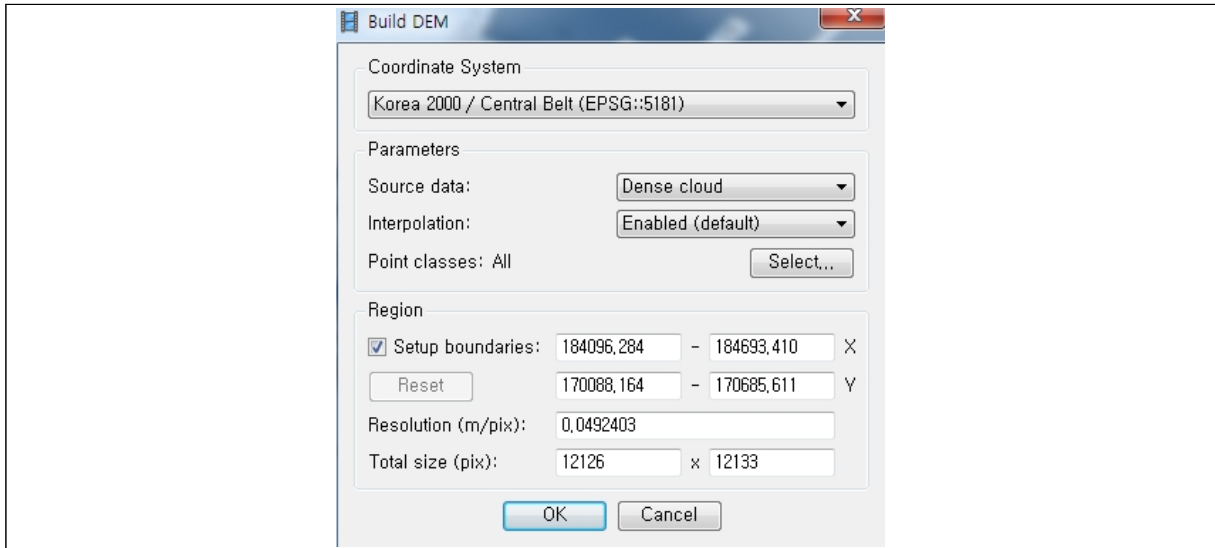 Build DEM
Coordinate System
Korea 2000 / Central Belt (EPSG::5181)
Parameters
Source data: Dense cloud
Interpolation: Enabled (default)
Point classes: All Select...
Region
Setup boundaries: 184096,284 - 184693,410 X
Reset 170088,164 - 170685,611 Y
Resolution (m/pix): 0,0492403
Total size (pix): 12126 x 12133
OK Cancel